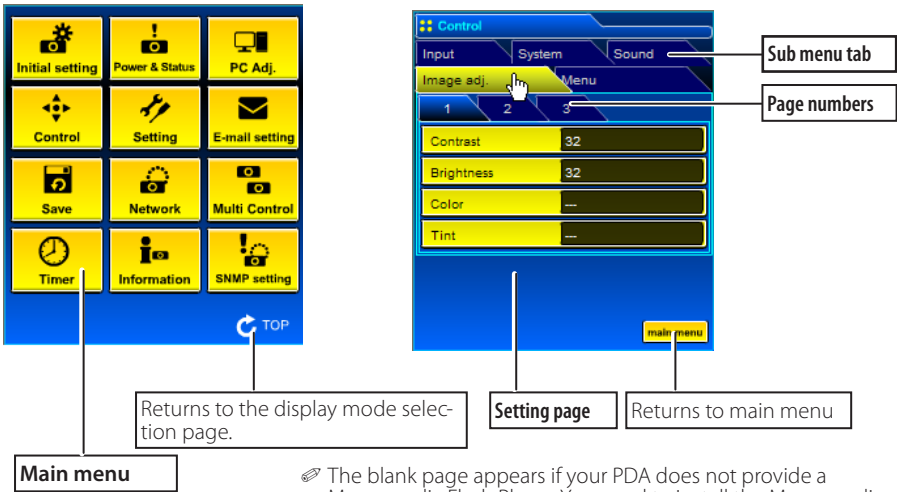 Initial setting
Power & Status
PC Adj.
Control
Setting
E-mail setting
Save
Network
Multi Control
Timer
Information
SNMP setting
TOP
Control
Input
System
Sound
Image adj.
Menu
1
2
3
Contrast
32
Brightness
32
Color
---
Tint
---
main menu
Sub menu tab
Page numbers
Returns to the display mode selec-
tion page.
Setting page
Returns to main menu
Main menu
✐ The blank page appears if your PDA does not provide a